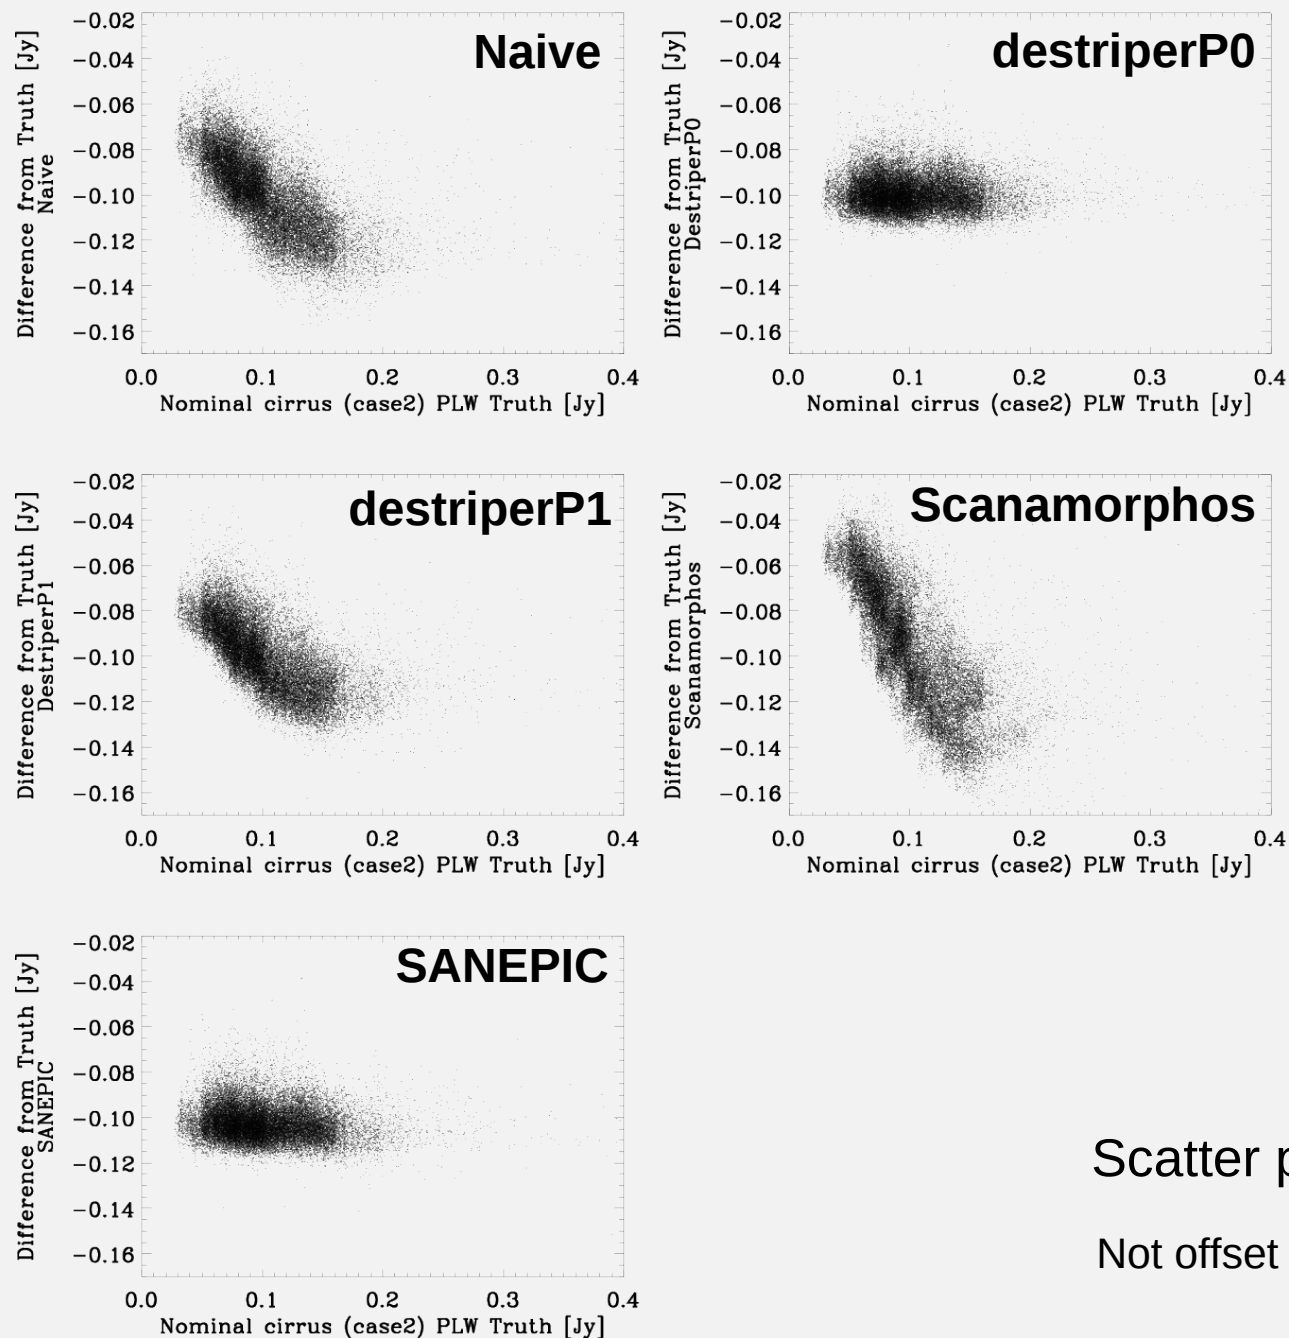 Naive
−0.02
−0.04
−0.06
−0.08
−0.10
−0.12
−0.14
−0.16
Difference from Truth [Jy]
Naive
0.0 0.1 0.2 0.3 0.4
Nominal cirrus (case2) PLW Truth [Jy]
destriperP0
−0.02
−0.04
−0.06
−0.08
−0.10
−0.12
−0.14
−0.16
Difference from Truth [Jy]
DestriperP0
0.0 0.1 0.2 0.3 0.4
Nominal cirrus (case2) PLW Truth [Jy]
destriperP1
−0.02
−0.04
−0.06
−0.08
−0.10
−0.12
−0.14
−0.16
Difference from Truth [Jy]
DestriperP1
0.0 0.1 0.2 0.3 0.4
Nominal cirrus (case2) PLW Truth [Jy]
Scanamorphos
−0.02
−0.04
−0.06
−0.08
−0.10
−0.12
−0.14
−0.16
Difference from Truth [Jy]
Scanamorphos
0.0 0.1 0.2 0.3 0.4
Nominal cirrus (case2) PLW Truth [Jy]
SANEPIC
−0.02
−0.04
−0.06
−0.08
−0.10
−0.12
−0.14
−0.16
Difference from Truth [Jy]
SANEPIC
0.0 0.1 0.2 0.3 0.4
Nominal cirrus (case2) PLW Truth [Jy]
Scatter
Not offset